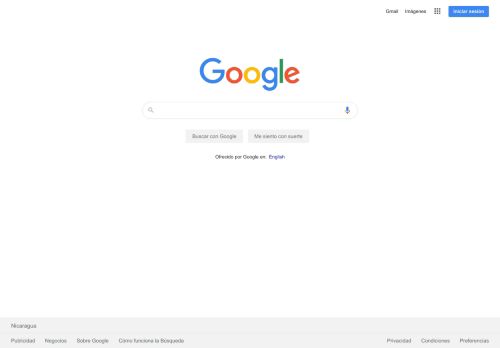 Gmail Imágenes Iniciar sesión
Google
Buscar con Google Me siento con suerte
Ofrecido por Google en: English
Nicaragua
Publicidad Negocios Sobre Google Cómo funciona la Búsqueda Privacidad Condiciones Preferencias